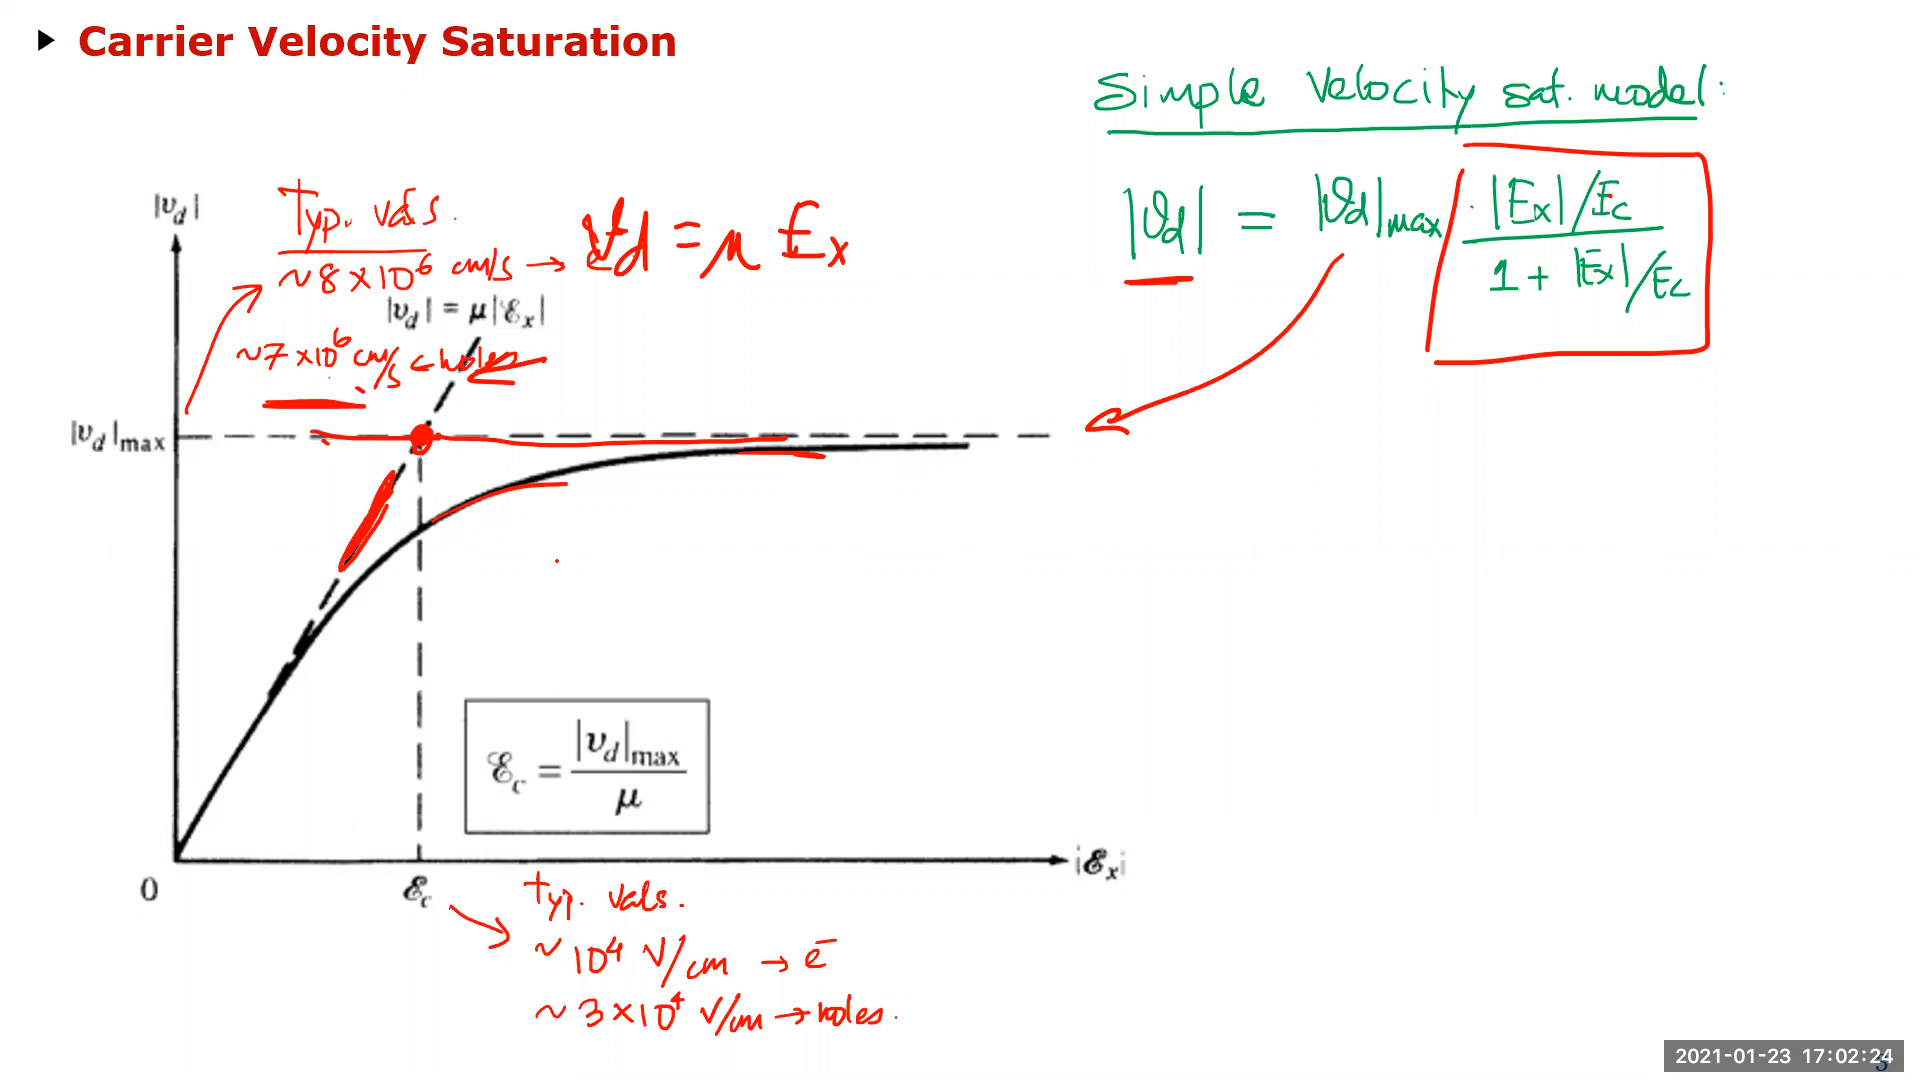 ▶ Carrier Velocity Saturation
Simple Velocity sat. model:
|vd| = |vd|max · |Ex|/Ec / 1 + |Ex|/Ec
|vd|
Typ. vals.
~8×10⁶ cm/s → e
vd = μ Ex
|vd| = μ|ℰx|
~7×10⁶ cm/s ← holes
|vd|max
ℰc = |vd|max / μ
0
ℰc
|ℰx|
typ. vals.
~10⁴ V/cm → e⁻
~3×10⁴ V/cm → holes.
2021-01-23 17:02:24